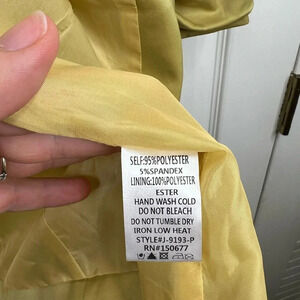 SELF:95%POLYESTER
5%SPANDEX
LINING:100%POLYESTER
ESTER
HAND WASH COLD
DO NOT BLEACH
DO NOT TUMBLE DRY
IRON LOW HEAT
STYLE#J-9193-P
RN#150677